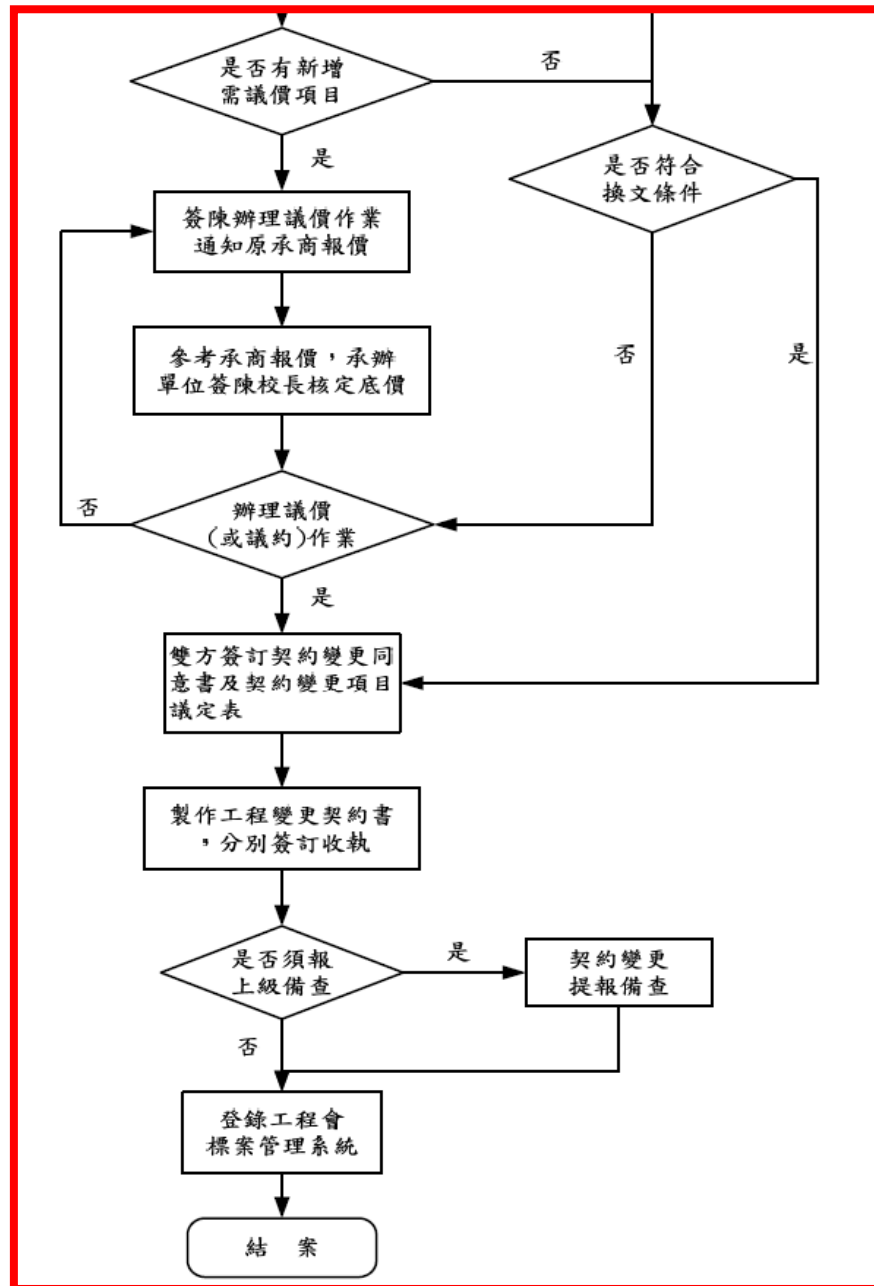 是否有新增
需議價項目
否
是否符合
換文條件
是
簽陳辦理議價作業
通知原承商報價
參考承商報價，承辦
單位簽陳校長核定底價
否
是
否
辦理議價
(或議約)作業
是
雙方簽訂契約變更同
意書及契約變更項目
議定表
製作工程變更契約書
，分別簽訂收執
是否須報
上級備查
是
契約變更
提報備查
否
登錄工程會
標案管理系統
結 案